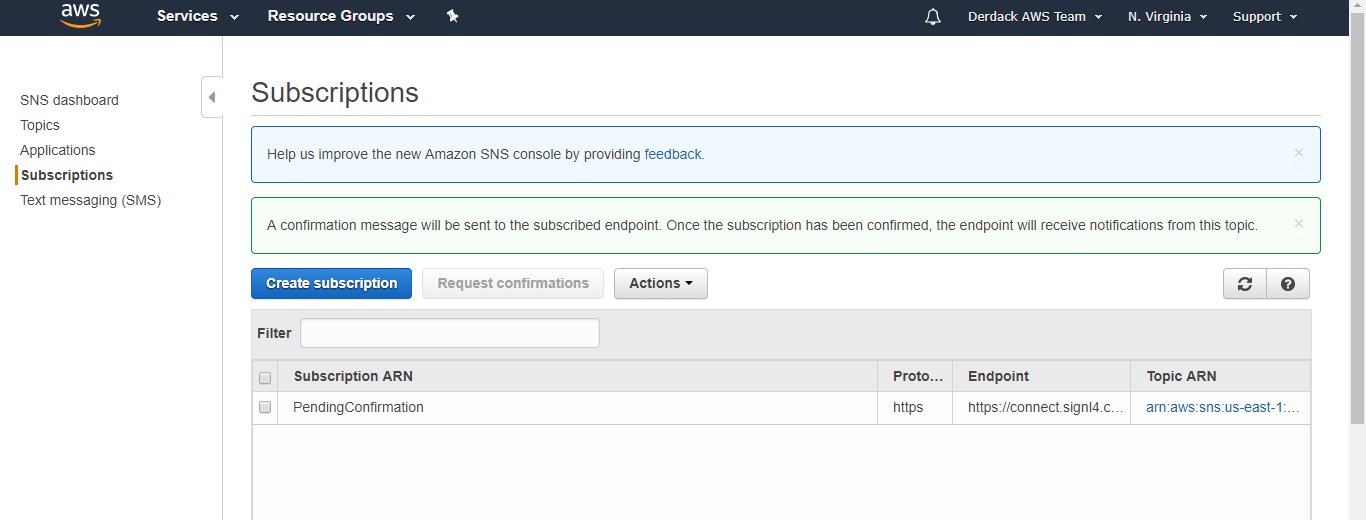 aws
Services
Resource Groups
Derdack AWS Team
N. Virginia
Support
SNS dashboard
Topics
Applications
Subscriptions
Text messaging (SMS)
Subscriptions
Help us improve the new Amazon SNS console by providing feedback.
A confirmation message will be sent to the subscribed endpoint. Once the subscription has been confirmed, the endpoint will receive notifications from this topic.
Create subscription
Request confirmations
Actions
Filter
Subscription ARN
Proto...
Endpoint
Topic ARN
PendingConfirmation
https
https://connect.signl4.c...
arn:aws:sns:us-east-1:...